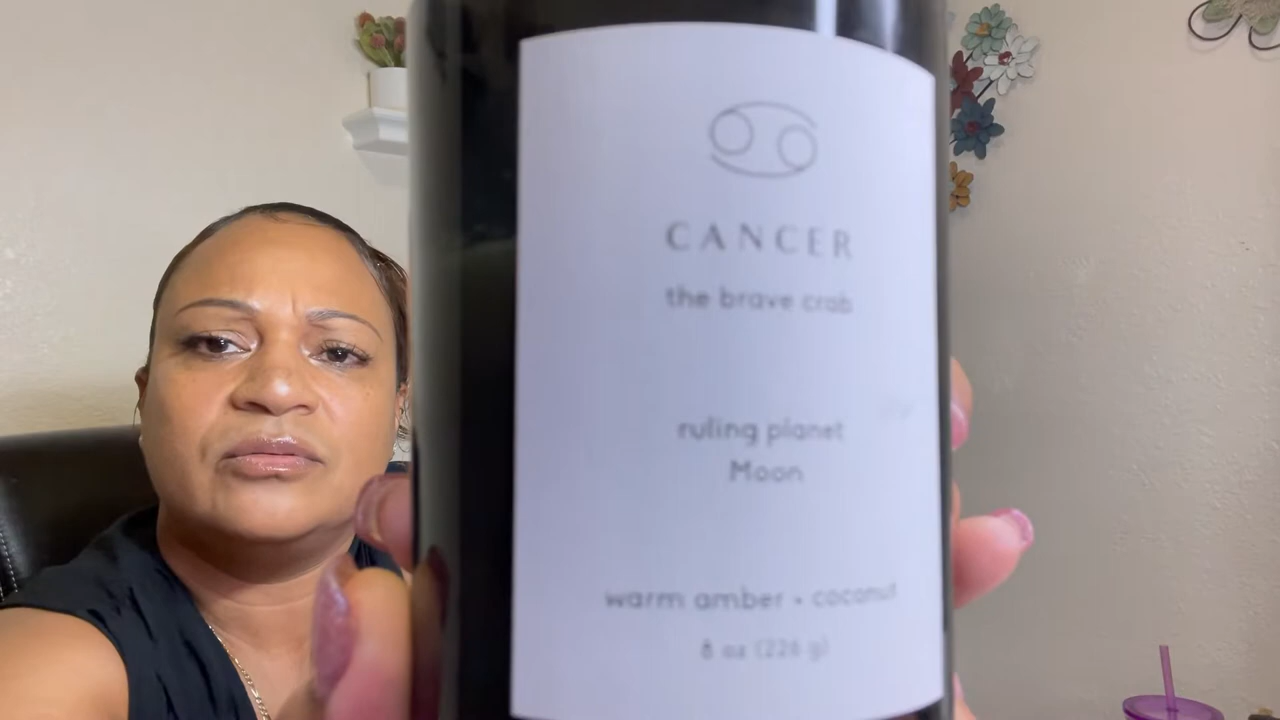 CANCER
the brave crab
ruling planet
Moon
warm amber • coconut
8 oz (226 g)